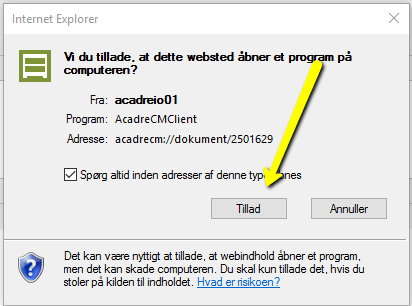 Internet Explorer
Vi du tillade, at dette websted åbner et program på
computeren?
Fra: acadreio01
Program: AcadreCMClient
Adresse: acadrecm://dokument/2501629
Spørg altid inden adresser af denne type nes
Tillad
Annuller
Det kan være nyttigt at tillade, at webindhold åbner et program,
men det kan skade computeren. Du skal kun tillade det, hvis du
stoler på kilden til indholdet. Hvad er risikoen?